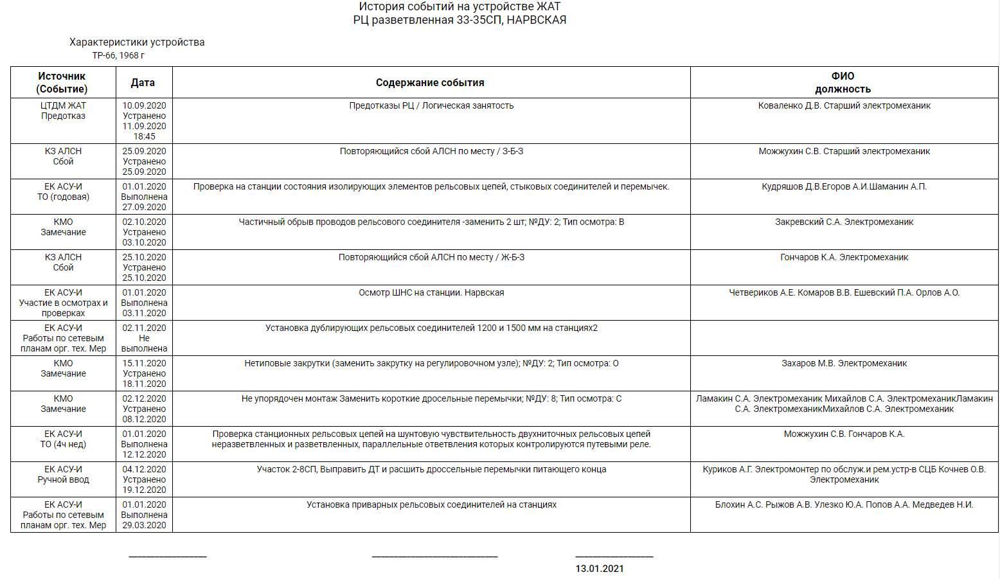 История событий на устройстве ЖАТ
РЦ разветвленная 33-35СП, НАРВСКАЯ
Характеристики устройства
ТР-66, 1968 г
Источник
(Событие)
Дата
Содержание события
ФИО
должность
ЦТДМ ЖАТ
Предотказ
10.09.2020
Устранено
11.09.2020
18:45
Предотказы РЦ / Логическая занятость
Коваленко Д.В. Старший электромеханик
КЗ АЛСН
Сбой
25.09.2020
Устранено
25.09.2020
Повторяющийся сбой АЛСН по месту / З-Б-З
Можжухин С.В. Старший электромеханик
ЕК АСУ-И
ТО (годовая)
01.01.2020
Выполнена
27.09.2020
Проверка на станции состояния изолирующих элементов рельсовых цепей, стыковых соединителей и перемычек.
Кудряшов Д.В.Егоров А.И.Шаманин А.П.
КМО
Замечание
02.10.2020
Устранено
03.10.2020
Частичный обрыв проводов рельсового соединителя -заменить 2 шт; №ДУ: 2; Тип осмотра: В
Закревский С.А. Электромеханик
КЗ АЛСН
Сбой
25.10.2020
Устранено
25.10.2020
Повторяющийся сбой АЛСН по месту / Ж-Б-З
Гончаров К.А. Электромеханик
ЕК АСУ-И
Участие в осмотрах и
проверках
01.01.2020
Выполнена
03.11.2020
Осмотр ШНС на станции. Нарвская
Четвериков А.Е. Комаров В.В. Ешевский П.А. Орлов А.О.
ЕК АСУ-И
Работы по сетевым
планам орг. тех. Мер
02.11.2020
Не
выполнена
Установка дублирующих рельсовых соединителей 1200 и 1500 мм на станциях2
КМО
Замечание
15.11.2020
Устранено
18.11.2020
Нетиповые закрутки (заменить закрутку на регулировочном узле); №ДУ: 2; Тип осмотра: О
Захаров М.В. Электромеханик
КМО
Замечание
02.12.2020
Устранено
08.12.2020
Не упорядочен монтаж Заменить короткие дросельные перемычки; №ДУ: 8; Тип осмотра: С
Ламакин С.А. Электромеханик Михайлов С.А. ЭлектромеханикЛамакин
С.А. ЭлектромеханикМихайлов С.А. Электромеханик
ЕК АСУ-И
ТО (4ч нед)
01.01.2020
Выполнена
12.12.2020
Проверка станционных рельсовых цепей на шунтовую чувствительность двухниточных рельсовых цепей
неразветвленных и разветвленных, параллельные ответвления которых контролируются путевыми реле.
Можжухин С.В. Гончаров К.А.
ЕК АСУ-И
Ручной ввод
04.12.2020
Устранено
19.12.2020
Участок 2-8СП, Выправить ДТ и расшить дроссельные перемычки питающего конца
Куриков А.Г. Электромонтер по обслуж.и рем.устр-в СЦБ Кочнев О.В.
Электромеханик
ЕК АСУ-И
Работы по сетевым
планам орг. тех. Мер
01.01.2020
Выполнена
29.03.2020
Установка приварных рельсовых соединителей на станциях
Блохин А.С. Рыжов А.В. Улезко Ю.А. Попов А.А. Медведев Н.И.
13.01.2021